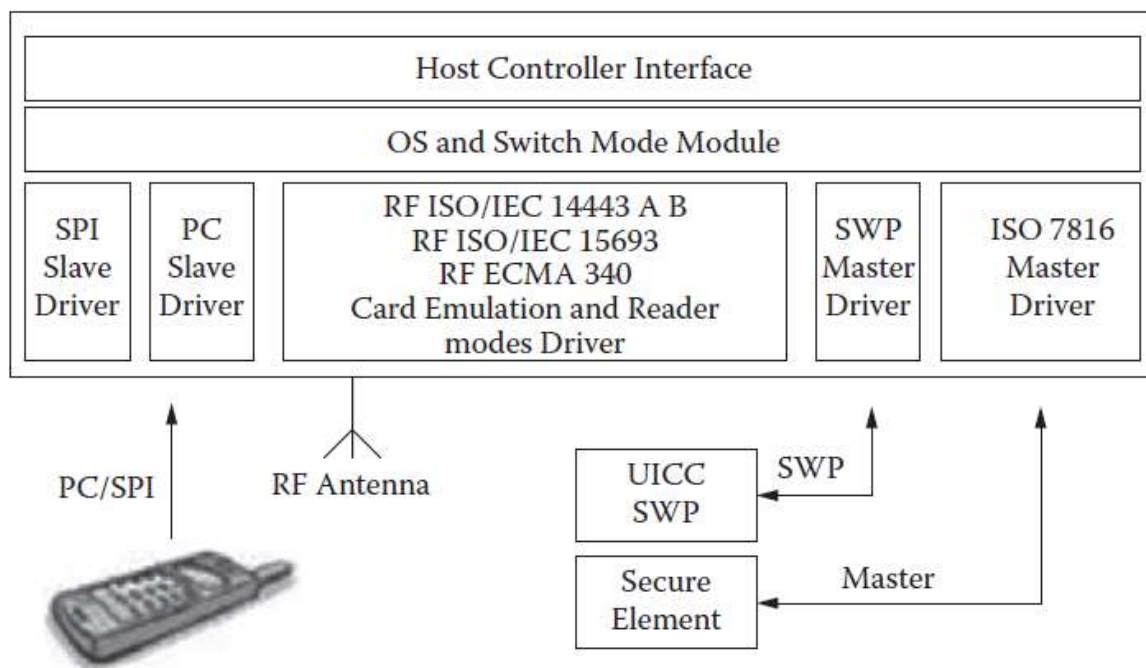 Host Controller Interface
OS and Switch Mode Module
SPI
Slave
Driver
PC
Slave
Driver
RF ISO/IEC 14443 A B
RF ISO/IEC 15693
RF ECMA 340
Card Emulation and Reader
modes Driver
SWP
Master
Driver
ISO 7816
Master
Driver
PC/SPI
RF Antenna
UICC
SWP
SWP
Secure
Element
Master